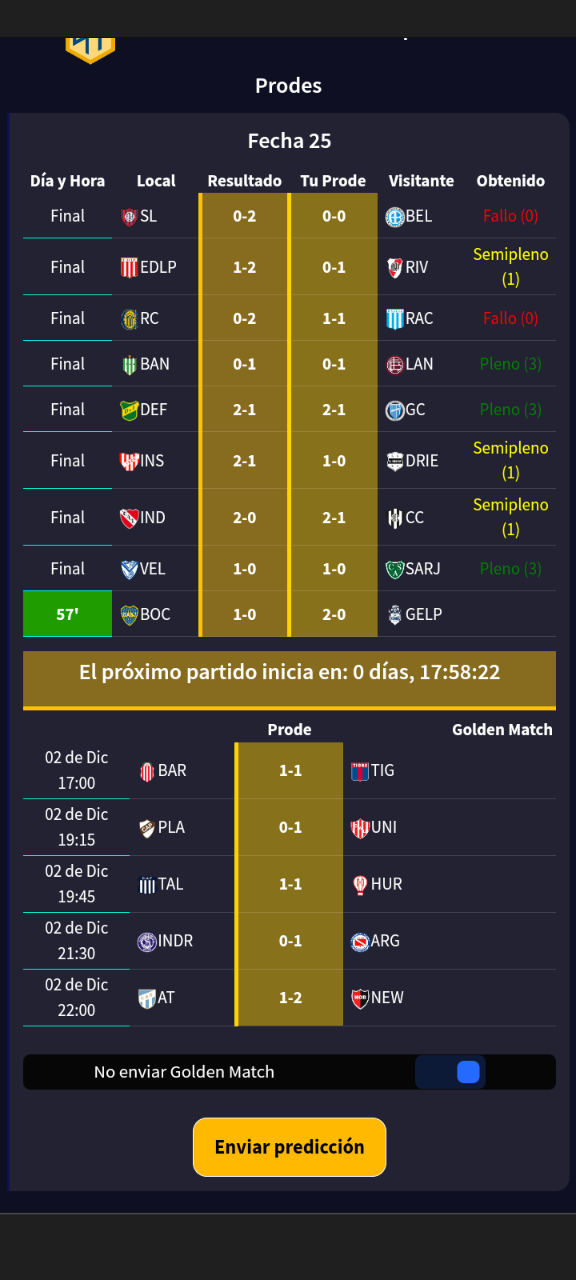 Prodes
Fecha 25
Día y Hora Local Resultado Tu Prode Visitante Obtenido
Final SL 0-2 0-0 BEL Fallo (0)
Final EDLP 1-2 0-1 RIV Semipleno (1)
Final RC 0-2 1-1 RAC Fallo (0)
Final BAN 0-1 0-1 LAN Pleno (3)
Final DEF 2-1 2-1 GC Pleno (3)
Final INS 2-1 1-0 DRIE Semipleno (1)
Final IND 2-0 2-1 CC Semipleno (1)
Final VEL 1-0 1-0 SARJ Pleno (3)
57' BOC 1-0 2-0 GELP
El próximo partido inicia en: 0 días, 17:58:22
Prode Golden Match
02 de Dic 17:00 BAR 1-1 TIG
02 de Dic 19:15 PLA 0-1 UNI
02 de Dic 19:45 TAL 1-1 HUR
02 de Dic 21:30 INDR 0-1 ARG
02 de Dic 22:00 AT 1-2 NEW
No enviar Golden Match
Enviar predicción